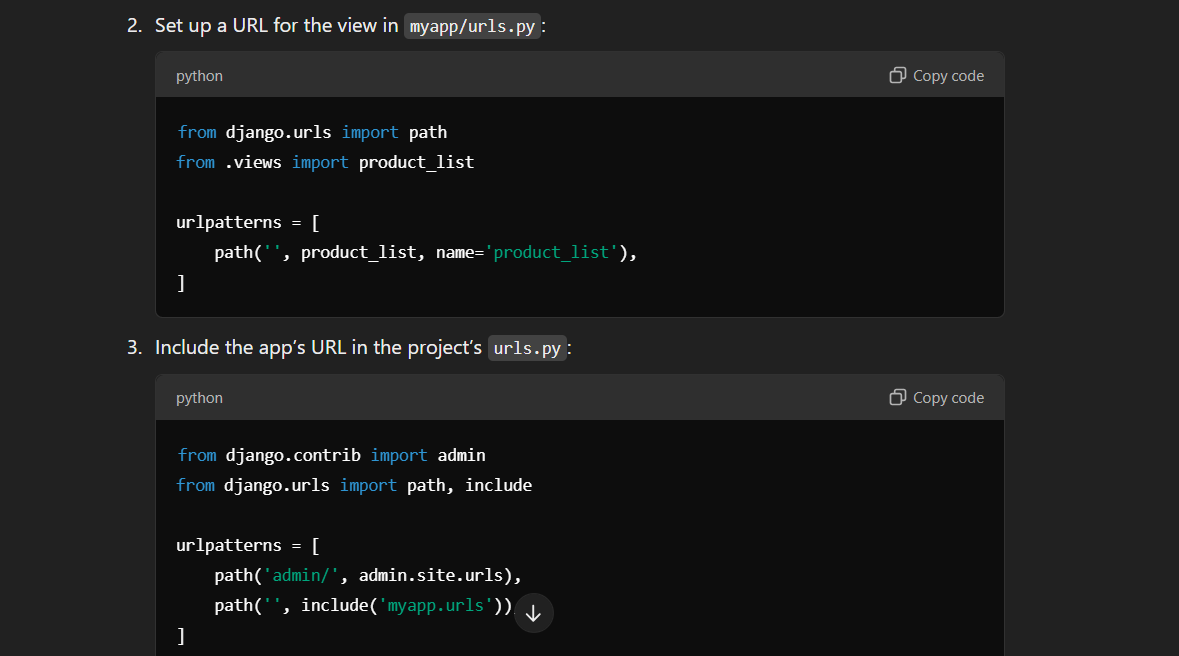 2. Set up a URL for the view in myapp/urls.py:
python Copy code
from django.urls import path
from .views import product_list
urlpatterns = [
    path('', product_list, name='product_list'),
]
3. Include the app’s URL in the project’s urls.py:
python Copy code
from django.contrib import admin
from django.urls import path, include
urlpatterns = [
    path('admin/', admin.site.urls),
    path('', include('myapp.urls'))
]